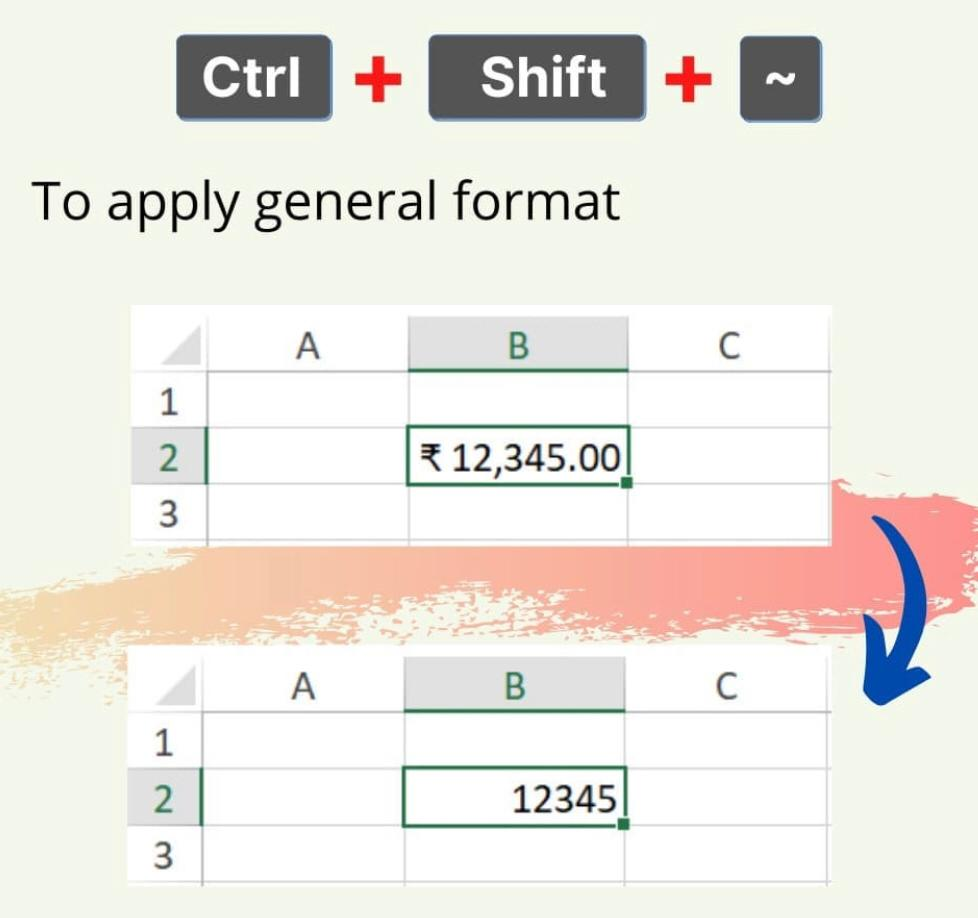 Ctrl + Shift + ~
To apply general format
A B C
1
2 ₹ 12,345.00
3
A B C
1
2 12345
3